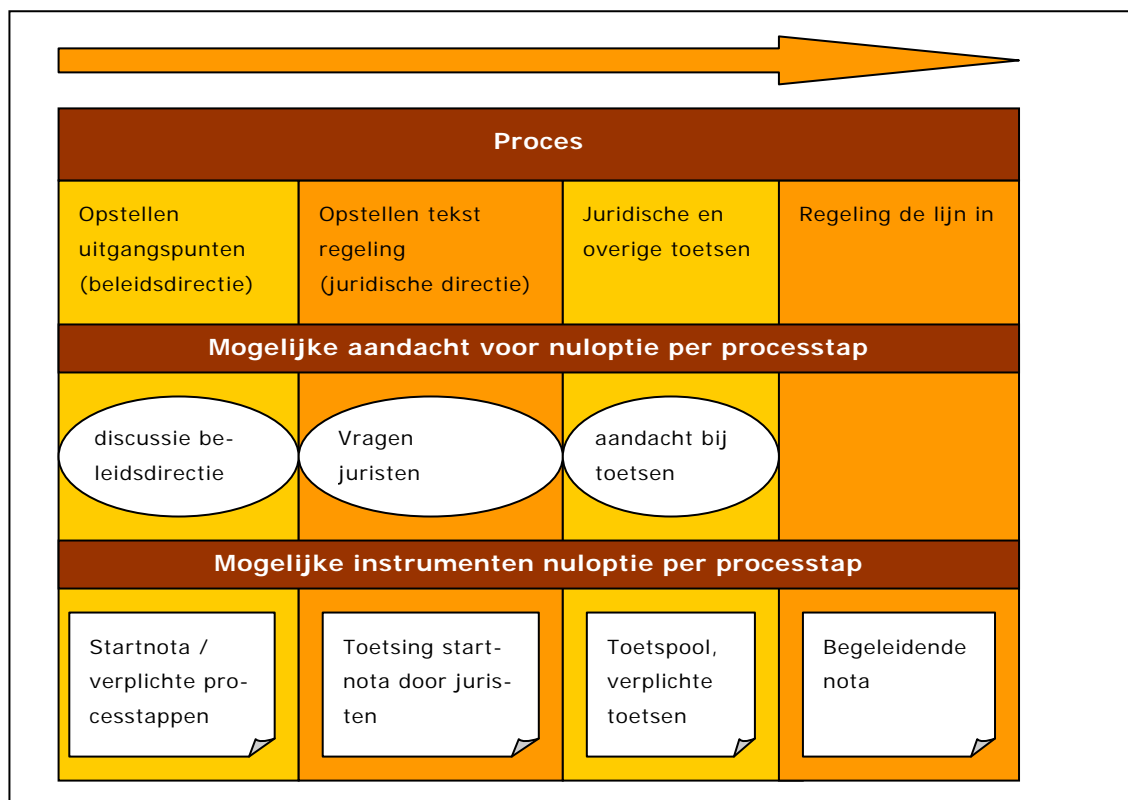 Proces
Opstellen
uitgangspunten
(beleidsdirectie)
Opstellen tekst
regeling
(juridische directie)
Juridische en
overige toetsen
Regeling de lijn in
Mogelijke aandacht voor nuloptie per processtap
discussie be-
leidsdirectie
Vragen
juristen
aandacht bij
toetsen
Mogelijke instrumenten nuloptie per processtap
Startnota /
verplichte pro-
cesstappen
Toetsing start-
nota door juris-
ten
Toetspool,
verplichte
toetsen
Begeleidende
nota